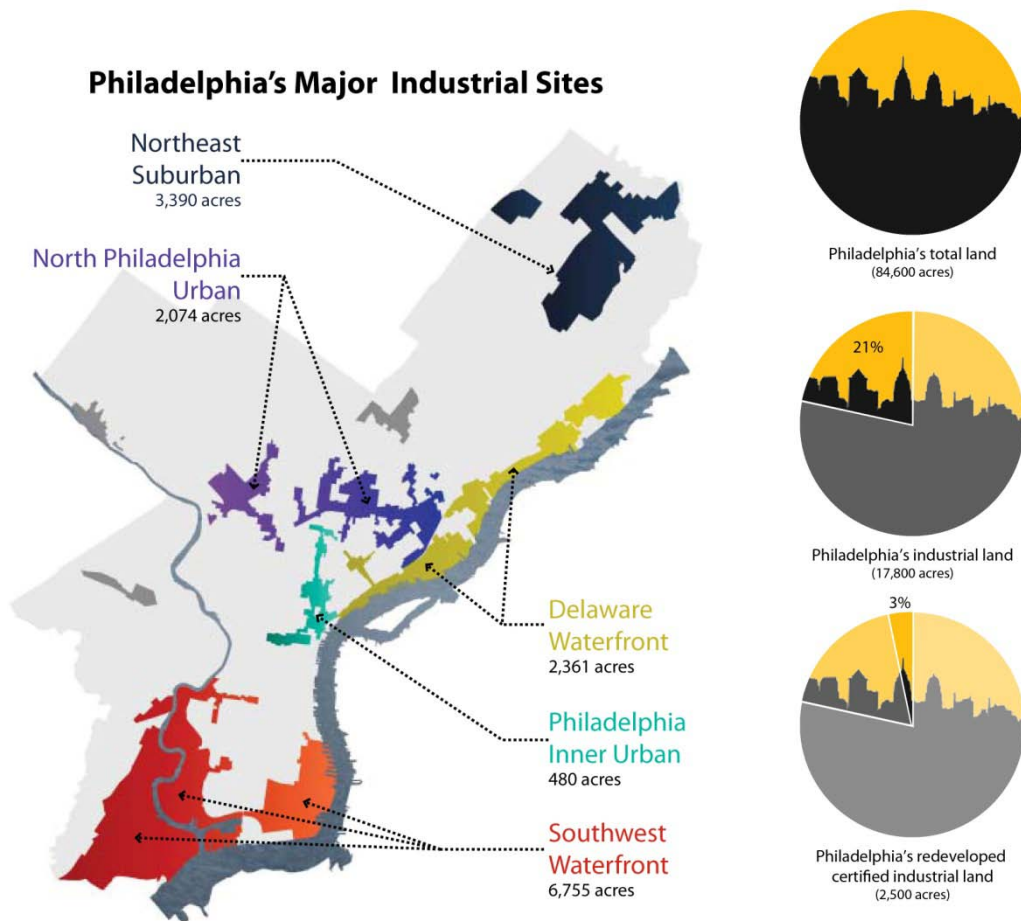 Philadelphia's Major Industrial Sites
Northeast
Suburban
3,390 acres
North Philadelphia
Urban
2,074 acres
Delaware
Waterfront
2,361 acres
Philadelphia
Inner Urban
480 acres
Southwest
Waterfront
6,755 acres
Philadelphia's total land
(84,600 acres)
21%
Philadelphia's industrial land
(17,800 acres)
3%
Philadelphia's redeveloped
certified industrial land
(2,500 acres)